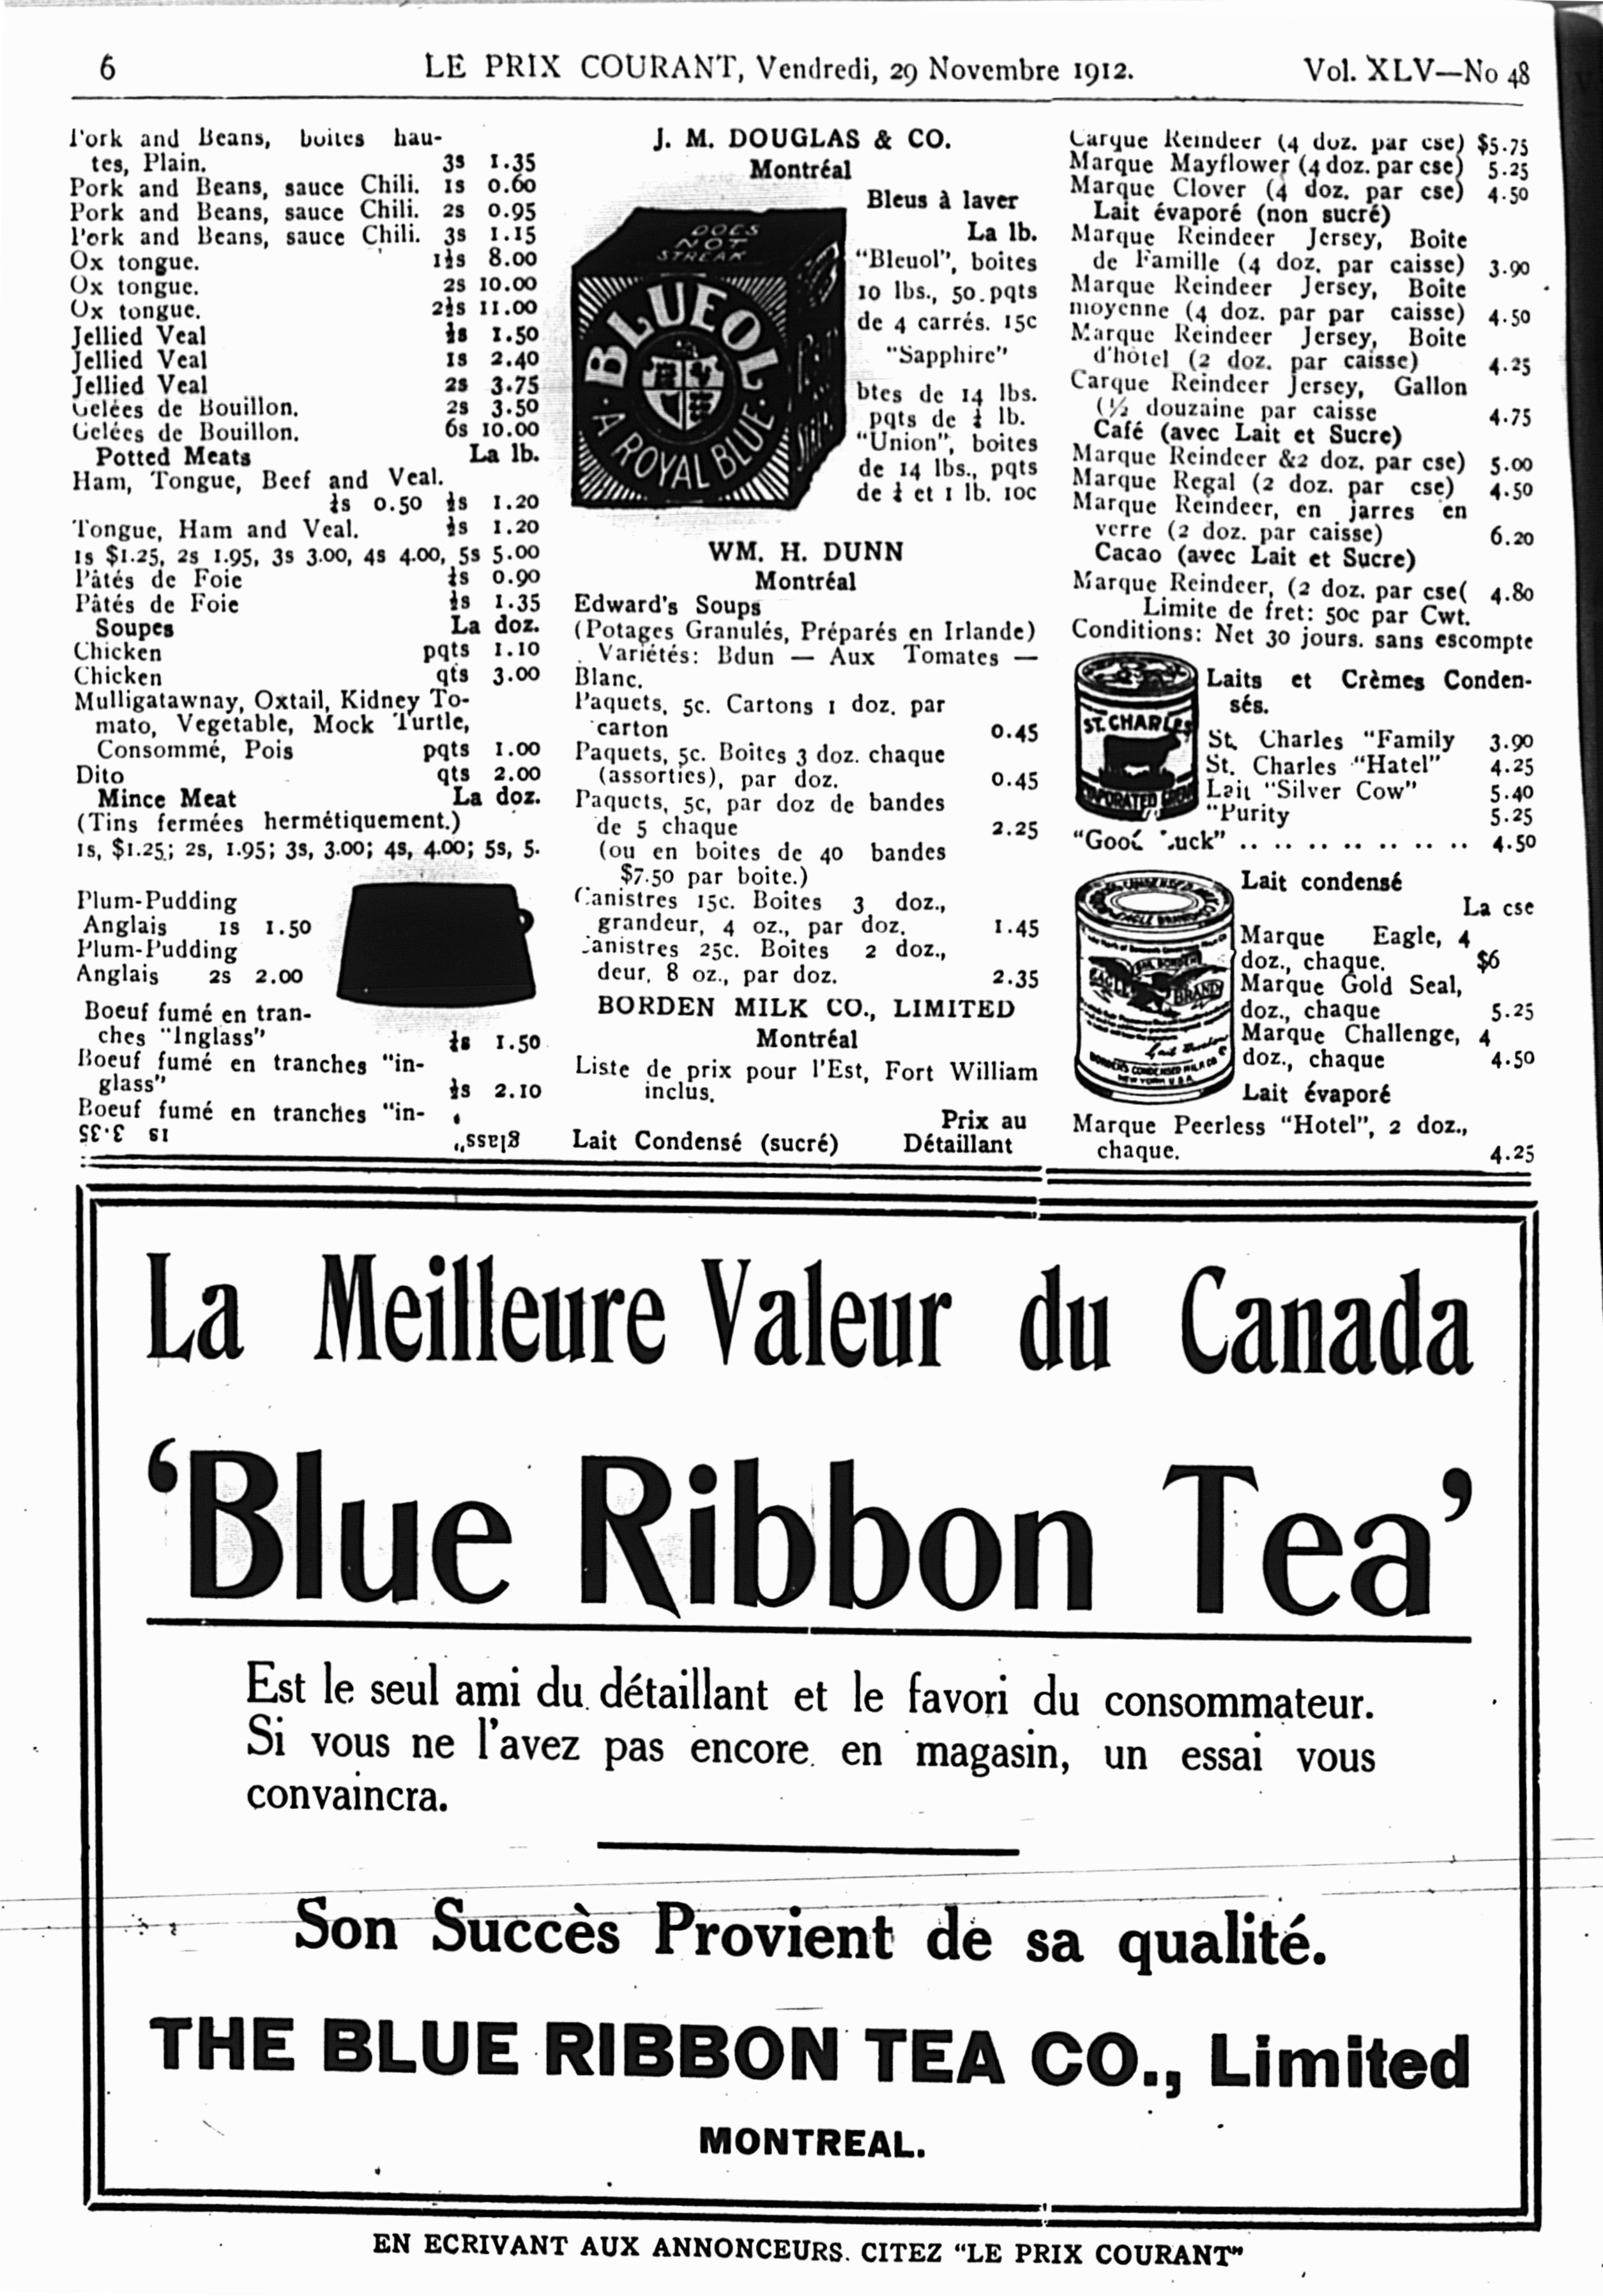 6 LE PRIX COURANT, Vendredi, 29 Novembre 1912. Vol. XLV—No 48
Pork and Beans, boites hau-
tes, Plain. 3s 1.35
Pork and Beans, sauce Chili. 1s 0.60
Pork and Beans, sauce Chili. 2s 0.95
Pork and Beans, sauce Chili. 3s 1.15
Ox tongue. 1½s 8.00
Ox tongue. 2s 10.00
Ox tongue. 2½s 11.00
Jellied Veal ½s 1.50
Jellied Veal 1s 2.40
Jellied Veal 2s 3.75
Gelées de Bouillon. 2s 3.50
Gelées de Bouillon. 6s 10.00
Potted Meats La lb.
Ham, Tongue, Beef and Veal.
¼s 0.50 ½s 1.20
Tongue, Ham and Veal. ½s 1.20
1s $1.25, 2s 1.95, 3s 3.00, 4s 4.00, 5s 5.00
Pâtés de Foie ¼s 0.90
Pâtés de Foie ½s 1.35
Soupes La doz.
Chicken pqts 1.10
Chicken qts 3.00
Mulligatawnay, Oxtail, Kidney To-
mato, Vegetable, Mock Turtle,
Consommé, Pois pqts 1.00
Dito qts 2.00
Mince Meat La doz.
(Tins fermées hermétiquement.)
1s, $1.25; 2s, 1.95; 3s, 3.00; 4s, 4.00; 5s, 5.
Plum-Pudding
Anglais 1s 1.50
Plum-Pudding
Anglais 2s 2.00
Boeuf fumé en tran-
ches "Inglass" ¼s 1.50
Boeuf fumé en tranches "in-
glass" ½s 2.10
Boeuf fumé en tranches "in-
glass" 1s 3.35
J. M. DOUGLAS & CO.
Montréal
Bleus à laver
La lb.
"Bleuol", boites
10 lbs., 50 pqts
de 4 carrés. 15c
"Sapphire"
btes de 14 lbs.
pqts de ¼ lb.
"Union", boites
de 14 lbs., pqts
de ¼ et 1 lb. 10c
DOES
NOT
STREAK
BLUEOL
A ROYAL BLUE
WM. H. DUNN
Montréal
Edward's Soups
(Potages Granulés, Préparés en Irlande)
Variétés: Bdun — Aux Tomates —
Blanc.
Paquets, 5c. Cartons 1 doz. par
carton 0.45
Paquets, 5c. Boites 3 doz. chaque
(assorties), par doz. 0.45
Paquets, 5c, par doz de bandes
de 5 chaque 2.25
(ou en boites de 40 bandes
$7.50 par boite.)
Canistres 15c. Boites 3 doz.,
grandeur, 4 oz., par doz. 1.45
Canistres 25c. Boites 2 doz.,
deur, 8 oz., par doz. 2.35
BORDEN MILK CO., LIMITED
Montréal
Liste de prix pour l'Est, Fort William
inclus.
Prix au
Lait Condensé (sucré) Détaillant
Carque Reindeer (4 doz. par cse) $5.75
Marque Mayflower (4 doz. par cse) 5.25
Marque Clover (4 doz. par cse) 4.50
Lait évaporé (non sucré)
Marque Reindeer Jersey, Boite
de Famille (4 doz. par caisse) 3.90
Marque Reindeer Jersey, Boite
moyenne (4 doz. par par caisse) 4.50
Marque Reindeer Jersey, Boite
d'hôtel (2 doz. par caisse) 4.25
Carque Reindeer Jersey, Gallon
(½ douzaine par caisse 4.75
Café (avec Lait et Sucre)
Marque Reindeer &2 doz. par cse) 5.00
Marque Regal (2 doz. par cse) 4.50
Marque Reindeer, en jarres en
verre (2 doz. par caisse) 6.20
Cacao (avec Lait et Sucre)
Marque Reindeer, (2 doz. par cse( 4.80
Limite de fret: 50c par Cwt.
Conditions: Net 30 jours. sans escompte
ST. CHARLES
EVAPORATED CREAM
Laits et Crèmes Conden-
sés.
St. Charles "Family 3.90
St. Charles "Hatel" 4.25
Lait "Silver Cow" 5.40
"Purity 5.25
"Good Luck" .. .. .. .. .. .. .. .. .. 4.50
EAGLE BRAND
Lait condensé
La cse
Marque Eagle, 4
doz., chaque. $6
Marque Gold Seal,
doz., chaque 5.25
Marque Challenge, 4
doz., chaque 4.50
Lait évaporé
Marque Peerless "Hotel", 2 doz.,
chaque. 4.25
La Meilleure Valeur du Canada
'Blue Ribbon Tea'
Est le seul ami du détaillant et le favori du consommateur.
Si vous ne l'avez pas encore en magasin, un essai vous
convaincra.
Son Succès Provient de sa qualité.
THE BLUE RIBBON TEA CO., Limited
MONTREAL.
EN ECRIVANT AUX ANNONCEURS. CITEZ "LE PRIX COURANT"